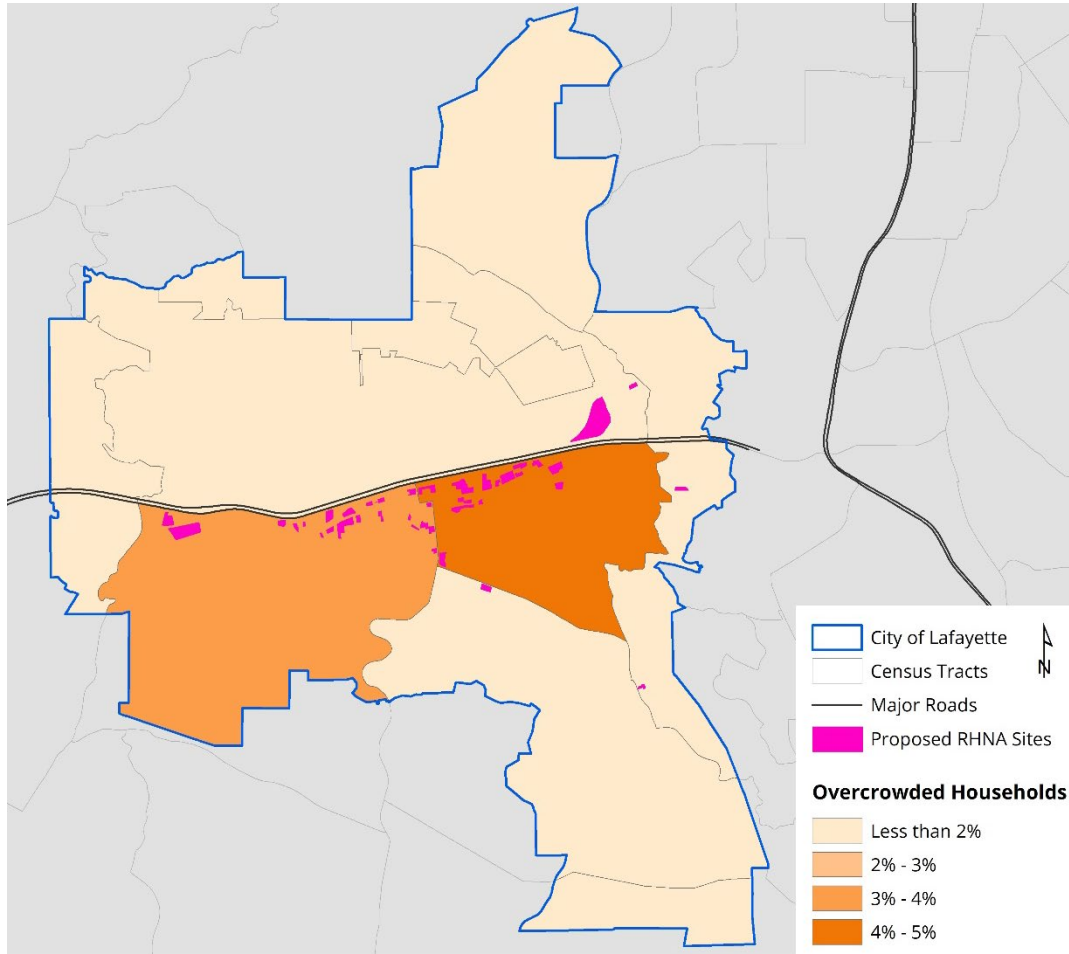 City of Lafayette
Census Tracts
N
Major Roads
Proposed RHNA Sites
Overcrowded Households
Less than 2%
2% - 3%
3% - 4%
4% - 5%